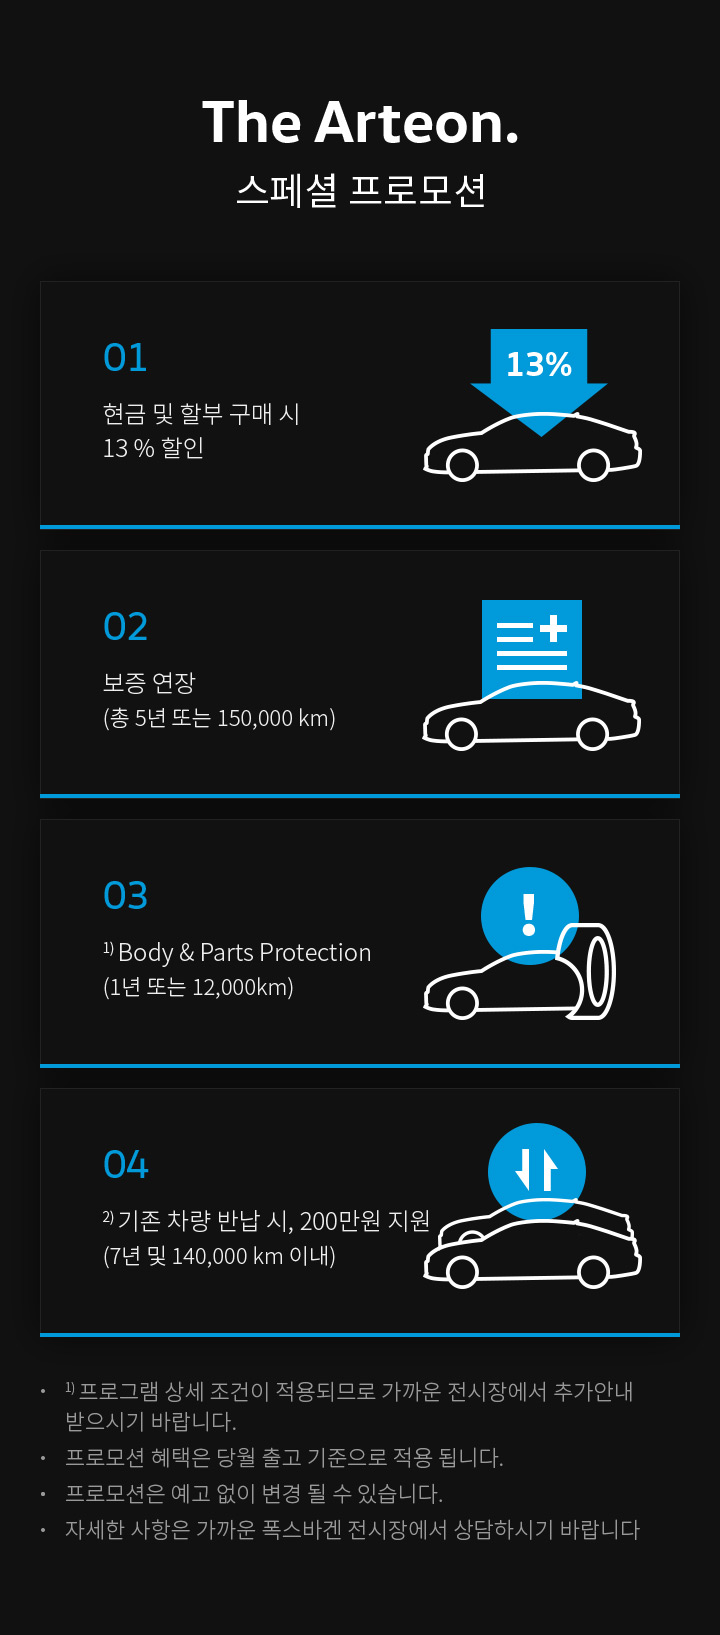 The Arteon.
스페셜 프로모션
01
현금 및 할부 구매 시
13 % 할인
13%
02
보증 연장
(총 5년 또는 150,000 km)
03
1) Body & Parts Protection
(1년 또는 12,000km)
!
04
2) 기존 차량 반납 시, 200만원 지원
(7년 및 140,000 km 이내)
• 1) 프로그램 상세 조건이 적용되므로 가까운 전시장에서 추가안내
받으시기 바랍니다.
• 프로모션 혜택은 당월 출고 기준으로 적용 됩니다.
• 프로모션은 예고 없이 변경 될 수 있습니다.
• 자세한 사항은 가까운 폭스바겐 전시장에서 상담하시기 바랍니다